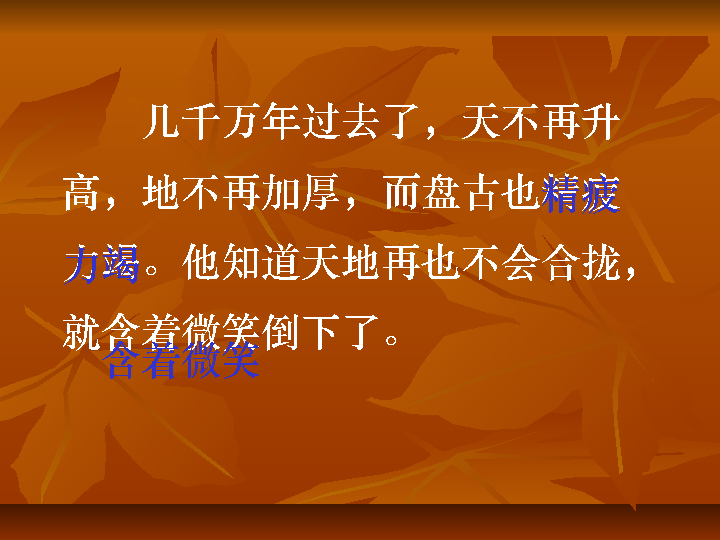 几千万年过去了，天不再升
高，地不再加厚，而盘古也精疲
力竭。他知道天地再也不会合拢，
就含着微笑倒下了。
含着微笑